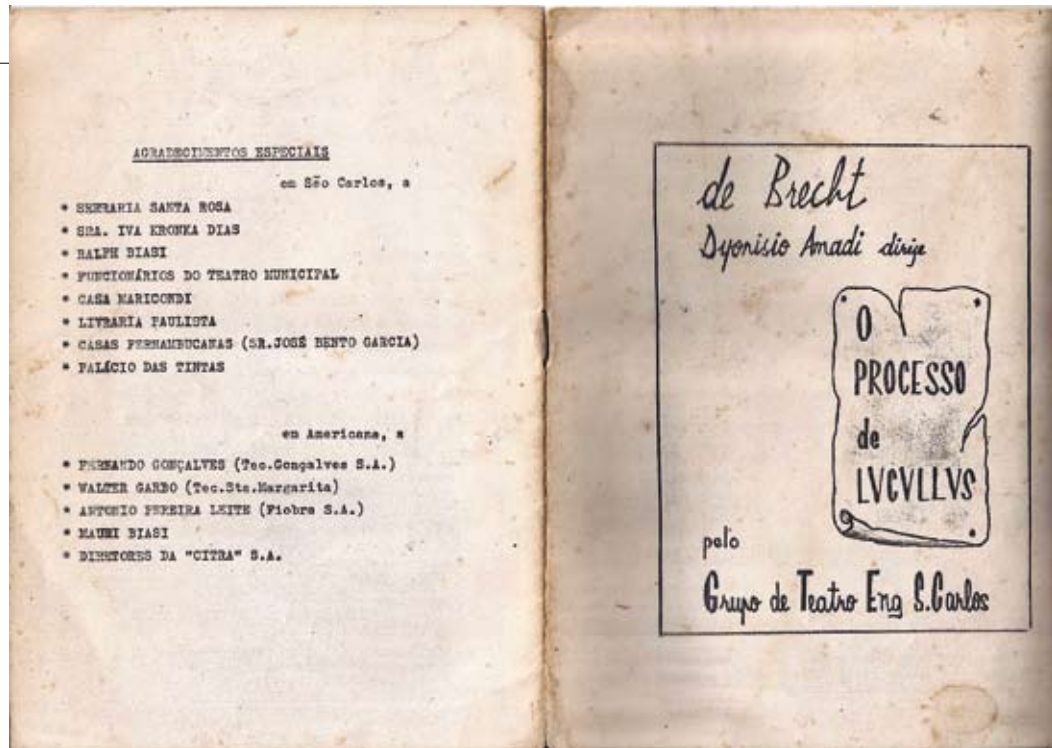 AGRADECIMENTOS ESPECIAIS
em São Carlos, a
* SERRARIA SANTA ROSA
* SRA. IVA KRONKA DIAS
* RALPH BIASI
* FUNCIONÁRIOS DO TEATRO MUNICIPAL
* CASA MARICONDI
* LIVRARIA PAULISTA
* CASAS PERNAMBUCANAS (SR.JOSÉ BENTO GARCIA)
* PALÁCIO DAS TINTAS
em Americana, a
* FERNANDO GONÇALVES (Tec.Gonçalves S.A.)
* WALTER GARBO (Tec.Sta.Margarita)
* ANTONIO PEREIRA LEITE (Fiobra S.A.)
* MAURI BIASI
* DIRETORES DA "CITRA" S.A.
de Brecht
Dyonisio Amadi dirige
O
PROCESSO
de
LVCVLLVS
pelo
Grupo de Teatro Eng S.Carlos